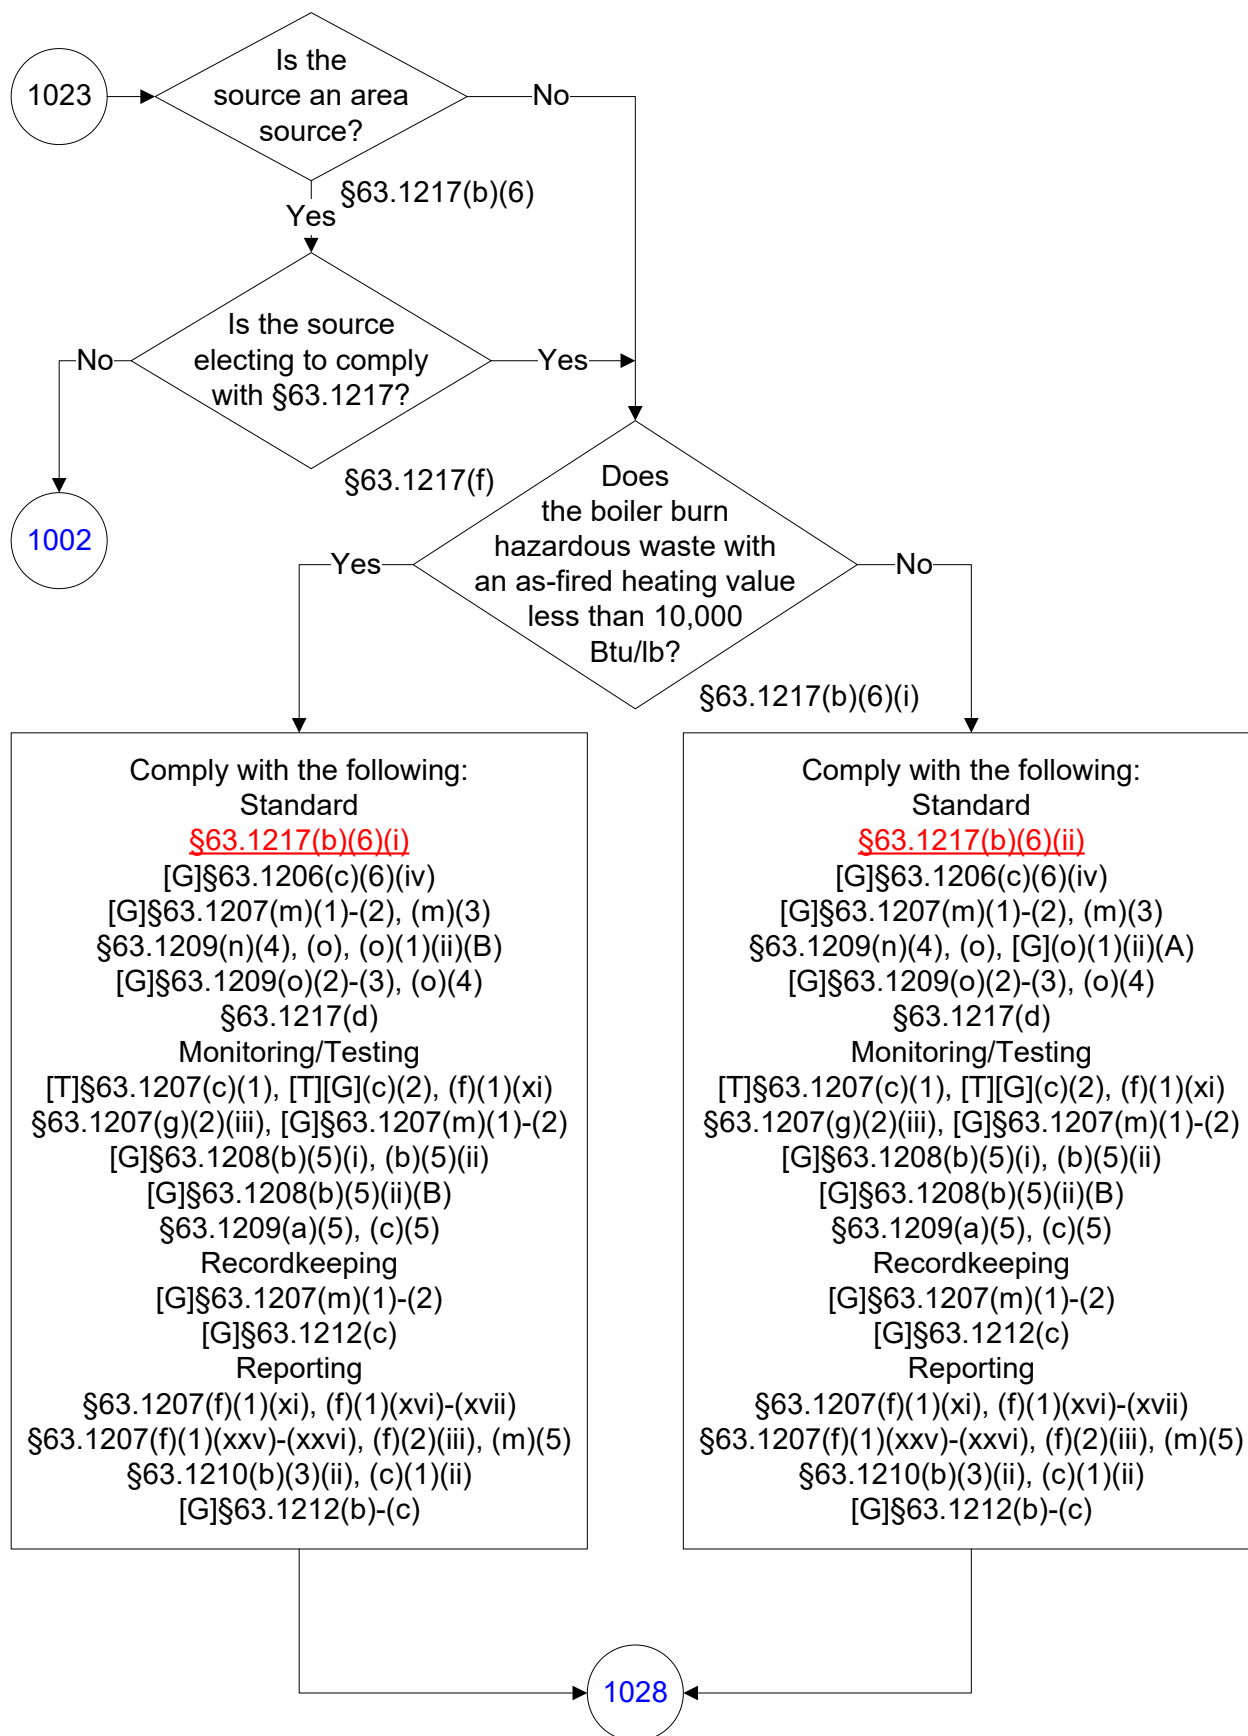 1023
Is the
source an area
source?
No
§63.1217(b)(6)
Yes
Is the source
electing to comply
with §63.1217?
No
Yes
§63.1217(f)
1002
Does
the boiler burn
hazardous waste with
an as-fired heating value
less than 10,000
Btu/lb?
Yes
No
§63.1217(b)(6)(i)
Comply with the following:
Standard
§63.1217(b)(6)(i)
[G]§63.1206(c)(6)(iv)
[G]§63.1207(m)(1)-(2), (m)(3)
§63.1209(n)(4), (o), (o)(1)(ii)(B)
[G]§63.1209(o)(2)-(3), (o)(4)
§63.1217(d)
Monitoring/Testing
[T]§63.1207(c)(1), [T][G](c)(2), (f)(1)(xi)
§63.1207(g)(2)(iii), [G]§63.1207(m)(1)-(2)
[G]§63.1208(b)(5)(i), (b)(5)(ii)
[G]§63.1208(b)(5)(ii)(B)
§63.1209(a)(5), (c)(5)
Recordkeeping
[G]§63.1207(m)(1)-(2)
[G]§63.1212(c)
Reporting
§63.1207(f)(1)(xi), (f)(1)(xvi)-(xvii)
§63.1207(f)(1)(xxv)-(xxvi), (f)(2)(iii), (m)(5)
§63.1210(b)(3)(ii), (c)(1)(ii)
[G]§63.1212(b)-(c)
Comply with the following:
Standard
§63.1217(b)(6)(ii)
[G]§63.1206(c)(6)(iv)
[G]§63.1207(m)(1)-(2), (m)(3)
§63.1209(n)(4), (o), [G](o)(1)(ii)(A)
[G]§63.1209(o)(2)-(3), (o)(4)
§63.1217(d)
Monitoring/Testing
[T]§63.1207(c)(1), [T][G](c)(2), (f)(1)(xi)
§63.1207(g)(2)(iii), [G]§63.1207(m)(1)-(2)
[G]§63.1208(b)(5)(i), (b)(5)(ii)
[G]§63.1208(b)(5)(ii)(B)
§63.1209(a)(5), (c)(5)
Recordkeeping
[G]§63.1207(m)(1)-(2)
[G]§63.1212(c)
Reporting
§63.1207(f)(1)(xi), (f)(1)(xvi)-(xvii)
§63.1207(f)(1)(xxv)-(xxvi), (f)(2)(iii), (m)(5)
§63.1210(b)(3)(ii), (c)(1)(ii)
[G]§63.1212(b)-(c)
1028